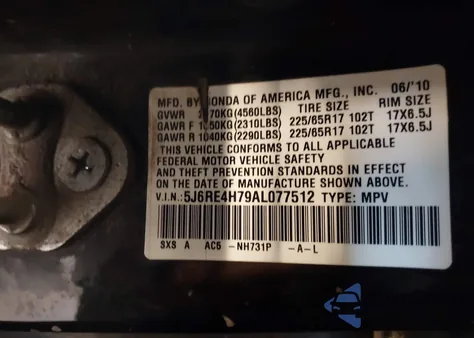 MFD. BY HONDA OF AMERICA MFG., INC. 06/'10
GVWR 70KG(4560LBS) TIRE SIZE RIM SIZE
GAWR F 50KG(2310LBS) 225/65R17 102T 17X6.5J
GAWR R 1040KG(2290LBS) 225/65R17 102T 17X6.5J
THIS VEHICLE CONFORMS TO ALL APPLICABLE
FEDERAL MOTOR VEHICLE SAFETY
AND THEFT PREVENTION STANDARDS IN EFFECT
ON THE DATE OF MANUFACTURE SHOWN ABOVE.
V.I.N.: 5J6RE4H79AL077512 TYPE: MPV
SXS A AC5 -NH731P -A-L